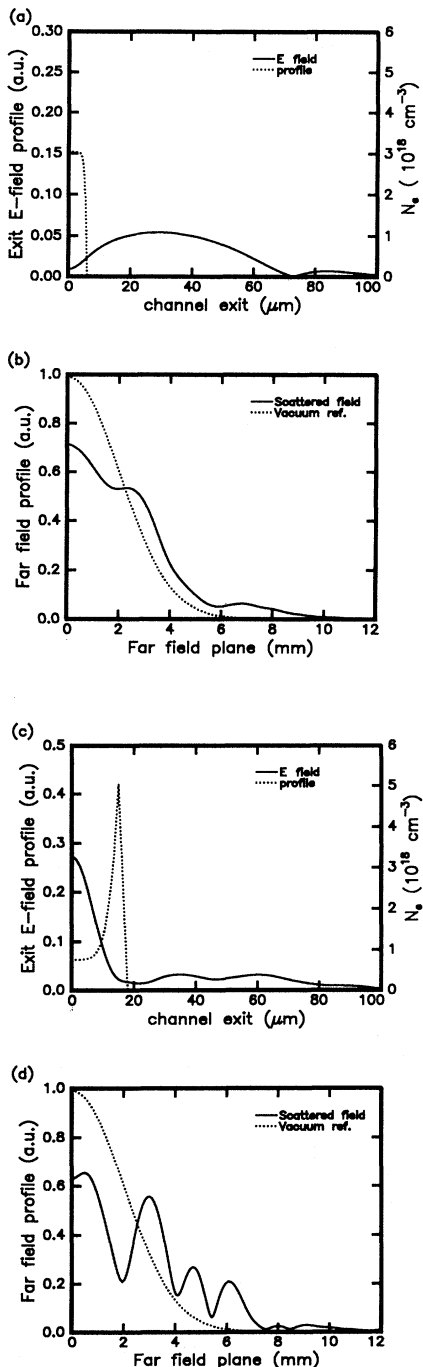 (a)
0.30
0.25
0.20
0.15
0.10
0.05
0.00
Exit E-field profile (a.u.)
E field
profile
6
5
4
3
2
1
0
Nₑ ( 10¹⁸ cm⁻³)
0 20 40 60 80 100
channel exit (μm)
(b)
1.0
0.8
0.6
0.4
0.2
0.0
Far field profile (a.u.)
Scattered field
Vacuum ref.
0 2 4 6 8 10 12
Far field plane (mm)
(c)
0.5
0.4
0.3
0.2
0.1
0.0
Exit E-field profile (a.u.)
E field
profile
6
5
4
3
2
1
0
Nₑ (10¹⁸ cm⁻³)
0 20 40 60 80 100
channel exit (μm)
(d)
1.0
0.8
0.6
0.4
0.2
0.0
Far field profile (a.u.)
Scattered field
Vacuum ref.
0 2 4 6 8 10 12
Far field plane (mm)